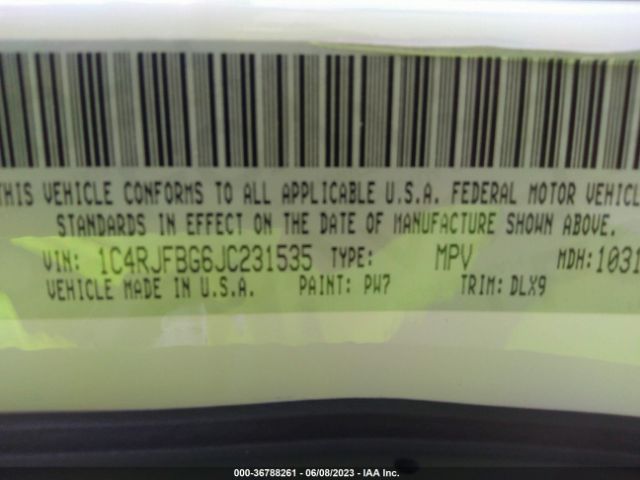 THIS VEHICLE CONFORMS TO ALL APPLICABLE U.S.A. FEDERAL MOTOR VEHICL
STANDARDS IN EFFECT ON THE DATE OF MANUFACTURE SHOWN ABOVE.
VIN: 1C4RJFBG6JC231535 TYPE: MPV MDH: 1031
VEHICLE MADE IN U.S.A. PAINT: PW7 TRIM: DLX9
000-36788261 - 06/08/2023 - IAA Inc.